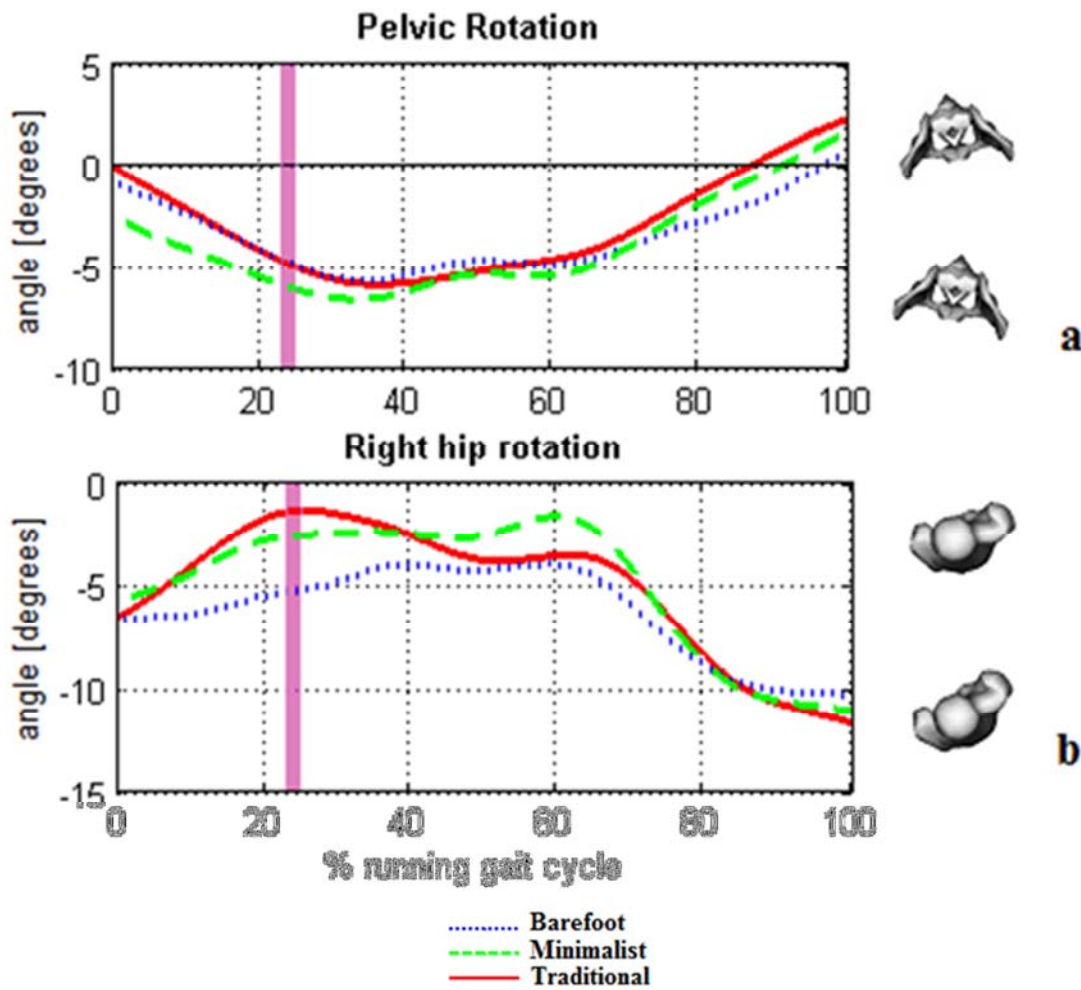 Pelvic Rotation
5
0
-5
-10
angle [degrees]
0 20 40 60 80 100
a
Right hip rotation
0
-5
-10
-15
angle [degrees]
0 20 40 60 80 100
% running gait cycle
b
Barefoot
Minimalist
Traditional